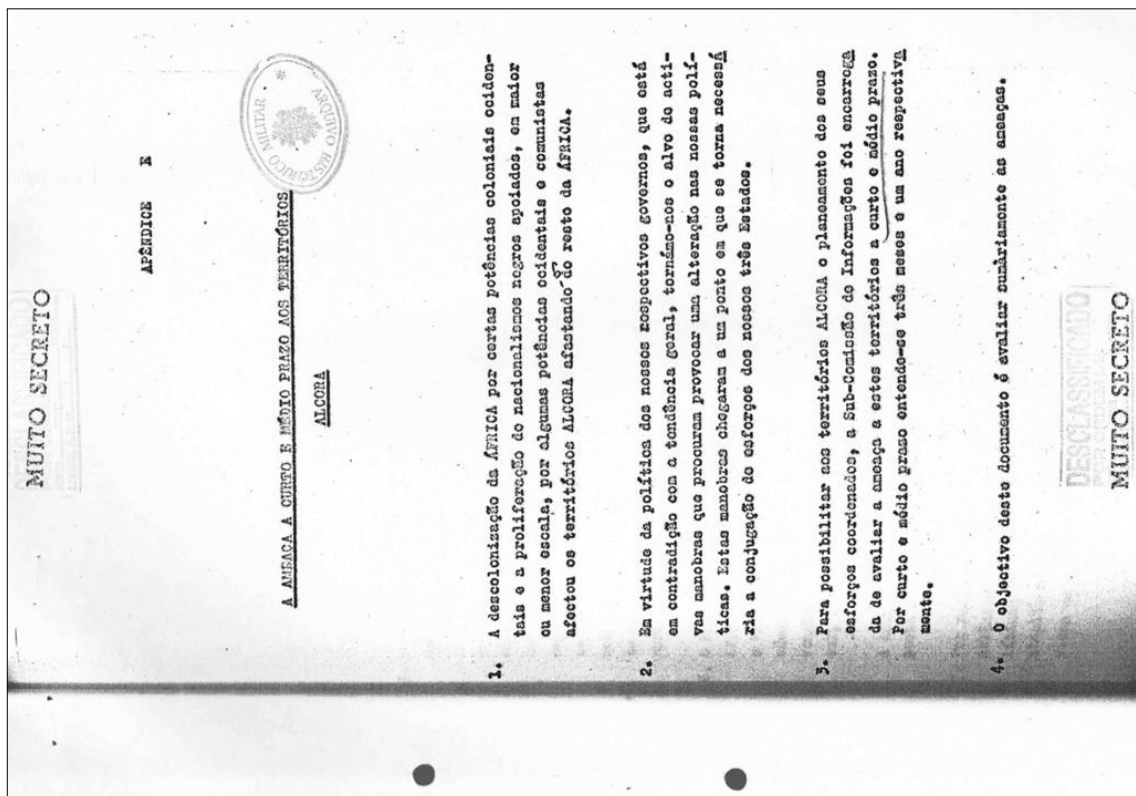 MUITO SECRETO
APÊNDICE E
A AMEAÇA A CURTO E MÉDIO PRAZO AOS TERRITÓRIOS
ALCORA
ARQUIVO HISTÓRICO MILITAR *
1. A descolonização da ÁFRICA por certas potências coloniais ociden-
tais e a proliferação do nacionalismos negros apoiados, em maior
ou menor escala, por algumas potências ocidentais e comunistas
afectou os territórios ALCORA afastando do resto da ÁFRICA.
2. Em virtude da política dos nossos respectivos governos, que está
em contradição com a tendência geral, tornámo-nos o alvo de acti-
vas manobras que procuram provocar uma alteração nas nossas polí-
ticas. Estas manobras chegaram a um ponto em que se torna necessá
ria a conjugação de esforços dos nossos três Estados.
3. Para possibilitar aos territórios ALCORA o planeamento dos seus
esforços coordenados, a Sub-Comissão de Informações foi encarrega
da de avaliar a ameaça a estes territórios a curto e médio prazo.
Por curto e médio prazo entende-se três meses e um ano respectiva
mente.
4. O objectivo deste documento é avaliar sumàriamente as ameaças.
DESCLASSIFICADO
MUITO SECRETO